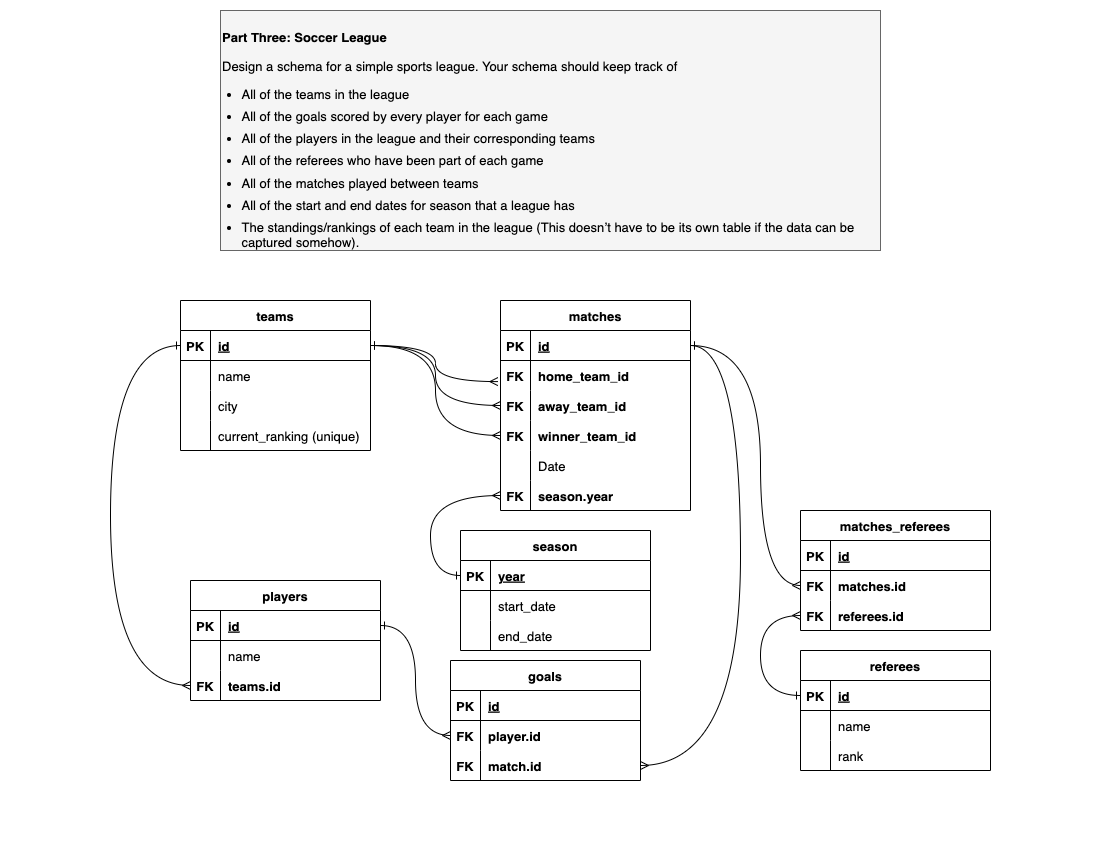 Part Three: Soccer League
Design a schema for a simple sports league. Your schema should keep track of
• All of the teams in the league
• All of the goals scored by every player for each game
• All of the players in the league and their corresponding teams
• All of the referees who have been part of each game
• All of the matches played between teams
• All of the start and end dates for season that a league has
• The standings/rankings of each team in the league (This doesn't have to be its own table if the data can be
captured somehow).
teams
PK id
name
city
current_ranking (unique)
matches
PK id
FK home_team_id
FK away_team_id
FK winner_team_id
Date
FK season.year
matches_referees
PK id
FK matches.id
FK referees.id
season
PK year
start_date
end_date
players
PK id
name
FK teams.id
goals
PK id
FK player.id
FK match.id
referees
PK id
name
rank